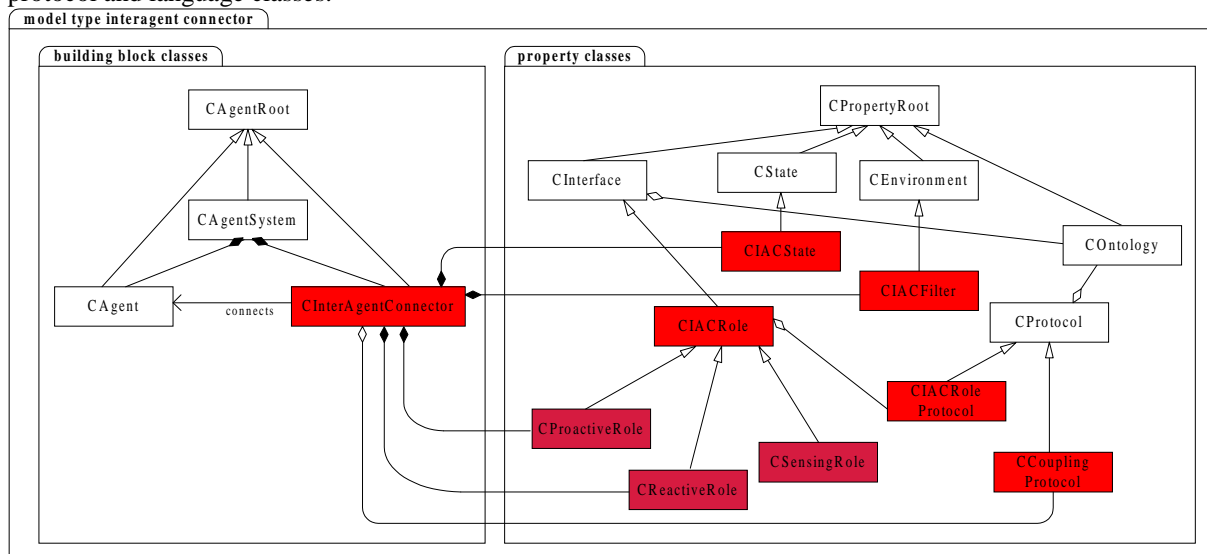 protocol and language classes.
model type interagent connector
building block classes
property classes
CAgentRoot
CPropertyRoot
CInterface
CState
CEnvironment
CAgentSystem
CIACState
COntology
CAgent
connects
CInterAgentConnector
CIACFilter
CIACRole
CProtocol
CIACRole
Protocol
CProactiveRole
CSensingRole
CCoupling
Protocol
CReactiveRole